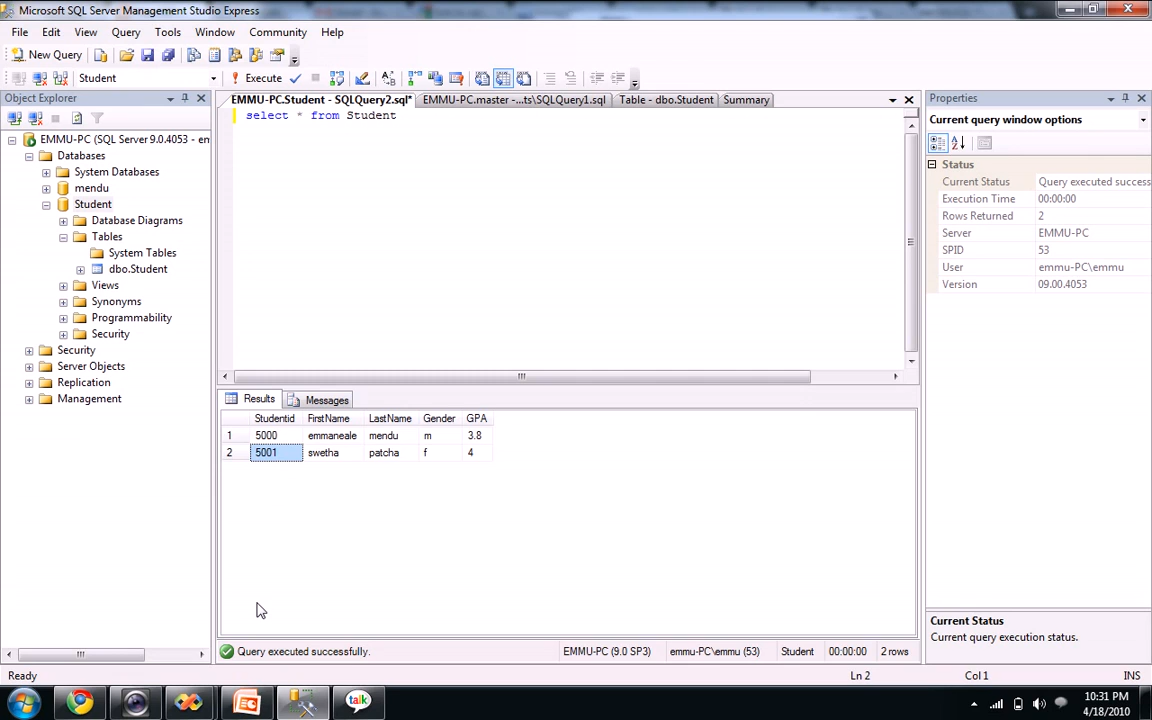 Microsoft SQL Server Management Studio Express
File Edit View Query Tools Window Community Help
New Query
Student Execute
Object Explorer
EMMU-PC (SQL Server 9.0.4053 - em
Databases
System Databases
mendu
Student
Database Diagrams
Tables
System Tables
dbo.Student
Views
Synonyms
Programmability
Security
Security
Server Objects
Replication
Management
EMMU-PC.Student - SQLQuery2.sql* EMMU-PC.master -...ts\SQLQuery1.sql Table - dbo.Student Summary
select * from Student
Results Messages
Studentid FirstName LastName Gender GPA
1 5000 emmaneale mendu m 3.8
2 5001 swetha patcha f 4
Query executed successfully. EMMU-PC (9.0 SP3) emmu-PC\emmu (53) Student 00:00:00 2 rows
Properties
Current query window options
Status
Current Status Query executed success
Execution Time 00:00:00
Rows Returned 2
Server EMMU-PC
SPID 53
User emmu-PC\emmu
Version 09.00.4053
Current Status
Current query execution status.
Ready Ln 2 Col 1 INS
talk
10:31 PM
4/18/2010